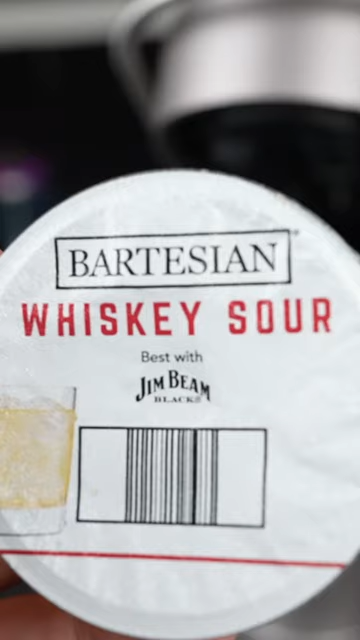 BARTESIAN
WHISKEY SOUR
Best with
JIM BEAM
BLACK®